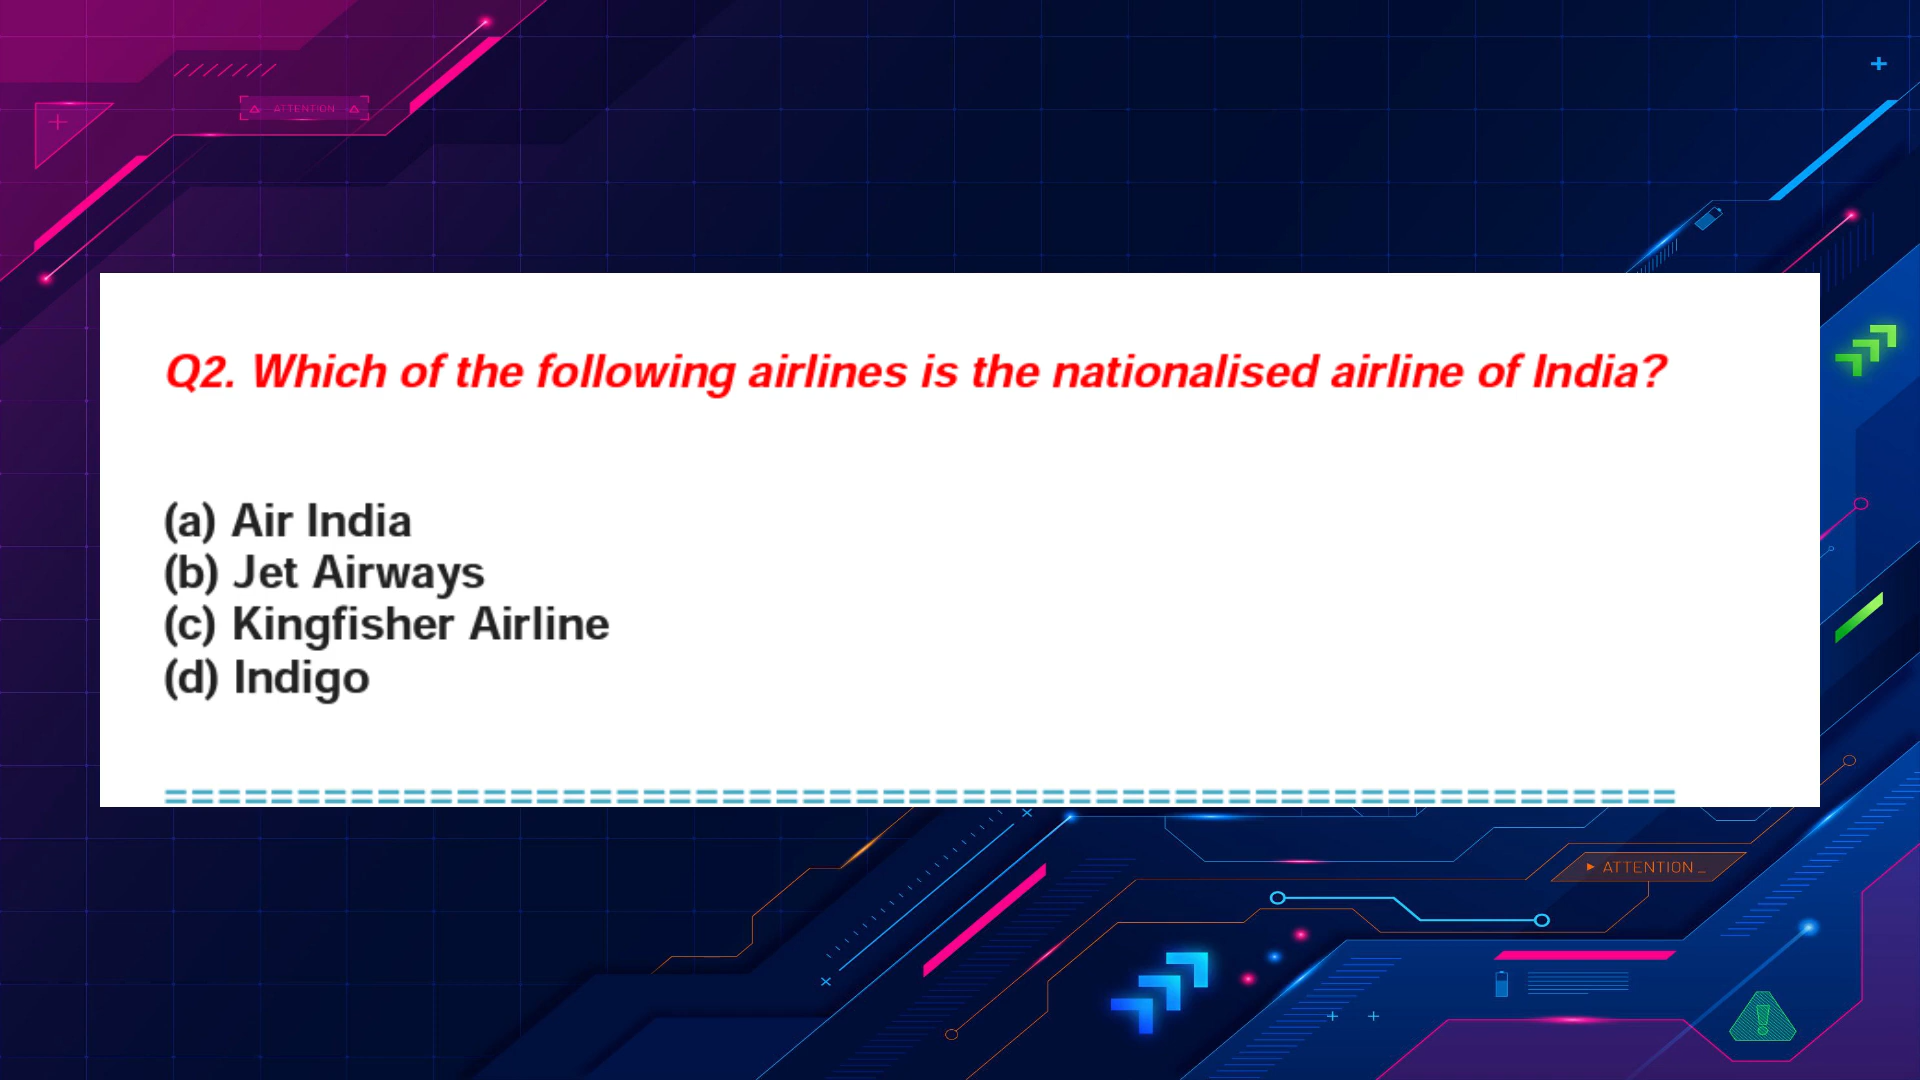 ATTENTION
Q2. Which of the following airlines is the nationalised airline of India?
(a) Air India
(b) Jet Airways
(c) Kingfisher Airline
(d) Indigo
==========================================================
ATTENTION _